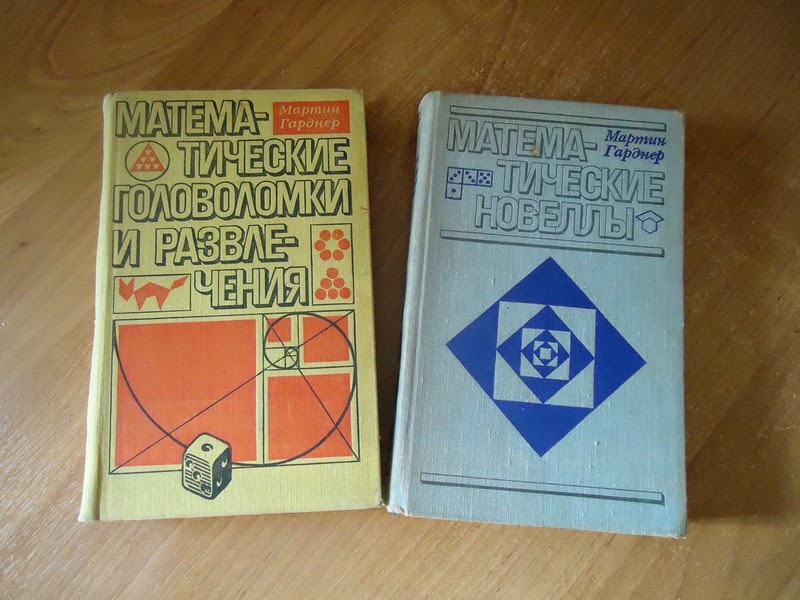 Мартин
Гарднер
МАТЕМА-
ТИЧЕСКИЕ
ГОЛОВОЛОМКИ
И РАЗВЛЕ-
ЧЕНИЯ
Мартин
Гарднер
МАТЕМА-
ТИЧЕСКИЕ
НОВЕЛЛЫ